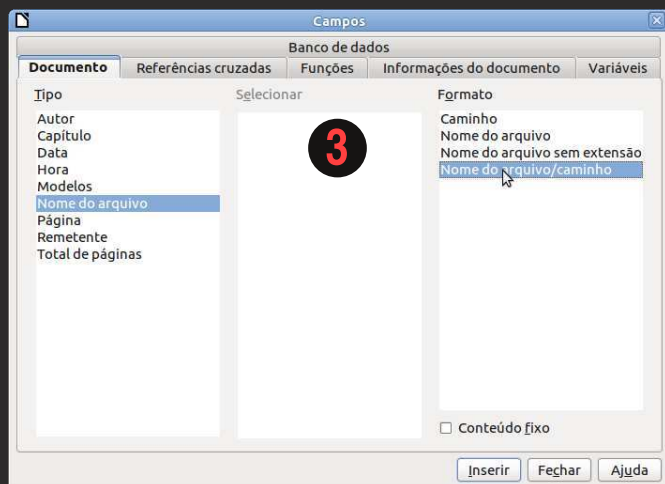 Campos
Banco de dados
Documento Referências cruzadas Funções Informações do documento Variáveis
Tipo Selecionar Formato
Autor
Capítulo
Data
Hora
Modelos
Nome do arquivo
Página
Remetente
Total de páginas
3
Caminho
Nome do arquivo
Nome do arquivo sem extensão
Nome do arquivo/caminho
Conteúdo fixo
Inserir Fechar Ajuda